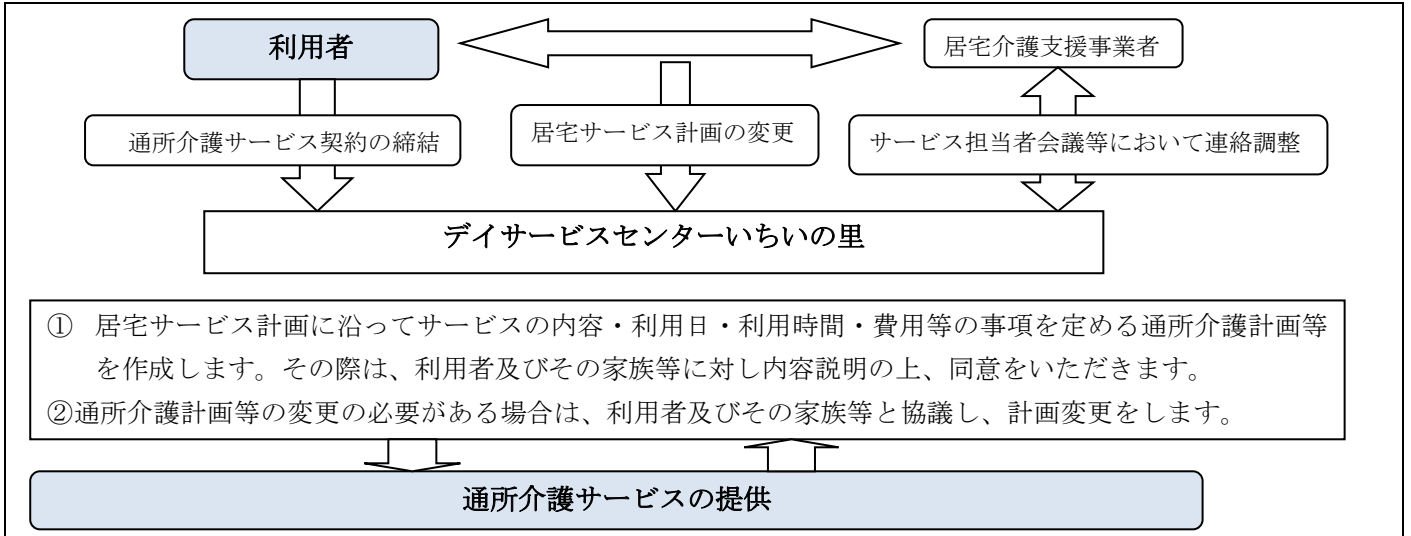 利用者
居宅介護支援事業者
通所介護サービス契約の締結
居宅サービス計画の変更
サービス担当者会議等において連絡調整
デイサービスセンターいちいの里
① 居宅サービス計画に沿ってサービスの内容・利用日・利用時間・費用等の事項を定める通所介護計画等
を作成します。その際は、利用者及びその家族等に対し内容説明の上、同意をいただきます。
②通所介護計画等の変更の必要がある場合は、利用者及びその家族等と協議し、計画変更をします。
通所介護サービスの提供